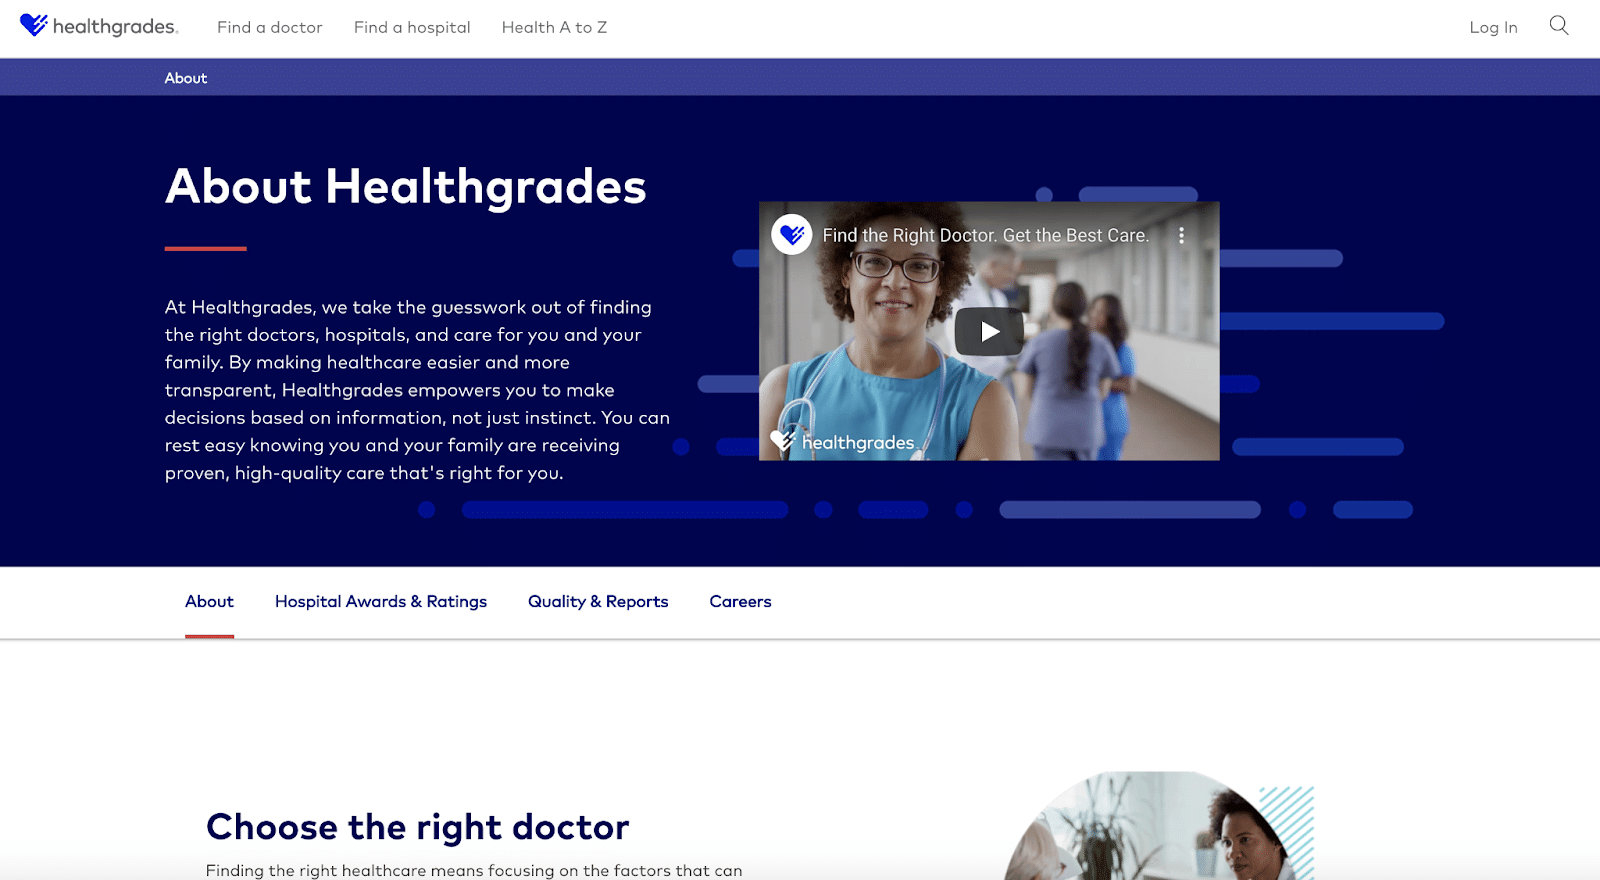 healthgrades.
Find a doctor
Find a hospital
Health A to Z
Log In
About
About Healthgrades
At Healthgrades, we take the guesswork out of finding
the right doctors, hospitals, and care for you and your
family. By making healthcare easier and more
transparent, Healthgrades empowers you to make
decisions based on information, not just instinct. You can
rest easy knowing you and your family are receiving
proven, high-quality care that's right for you.
Find the Right Doctor. Get the Best Care.
healthgrades
About
Hospital Awards & Ratings
Quality & Reports
Careers
Choose the right doctor
Finding the right healthcare means focusing on the factors that can